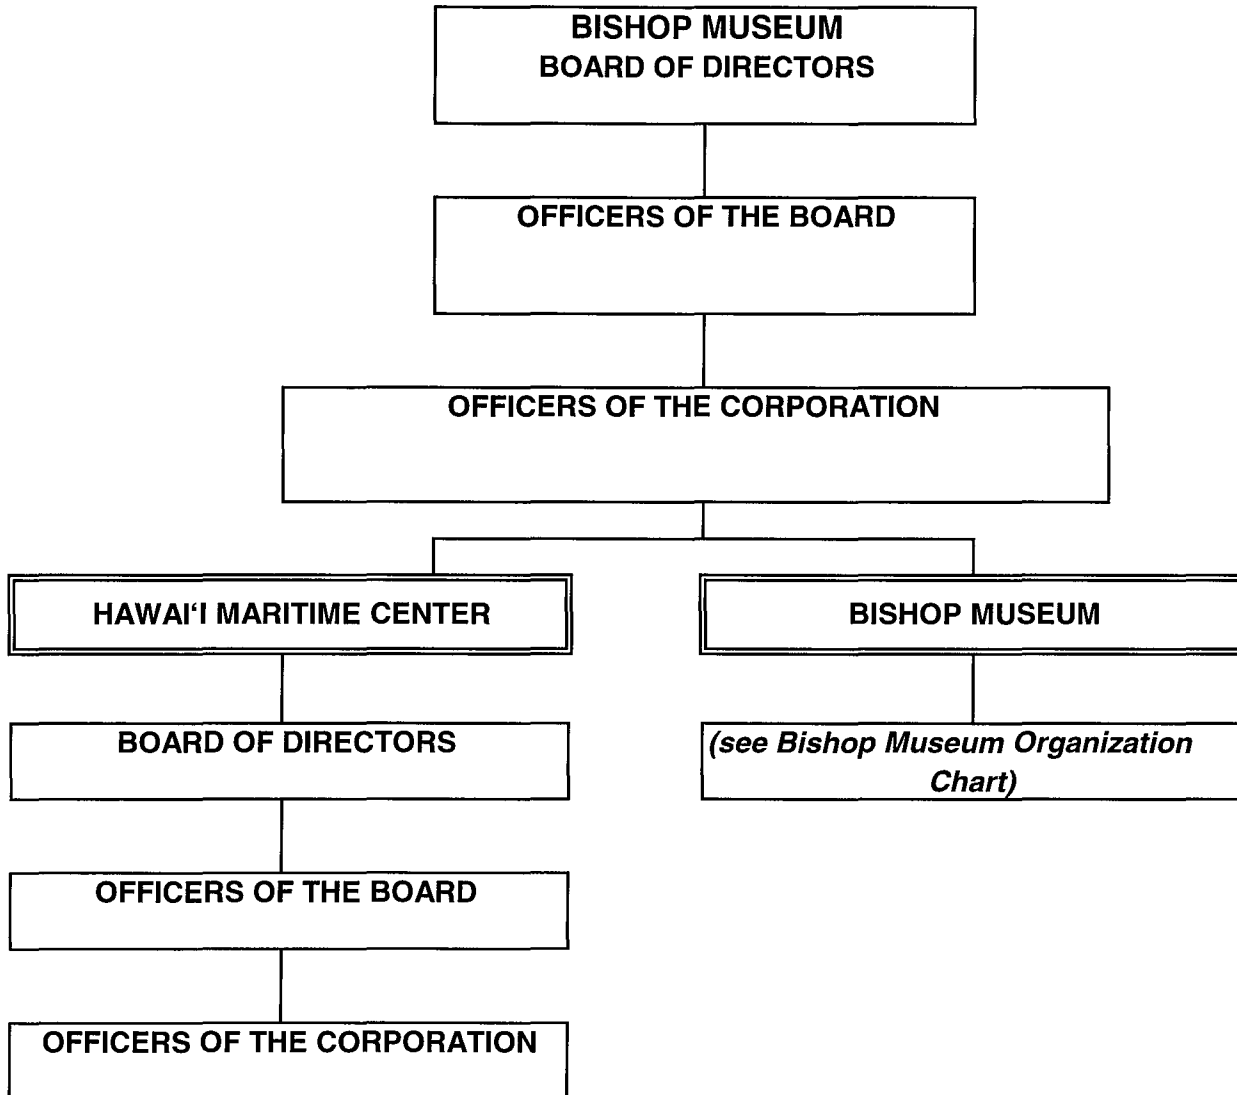 BISHOP MUSEUM
BOARD OF DIRECTORS
OFFICERS OF THE BOARD
OFFICERS OF THE CORPORATION
HAWAI‘I MARITIME CENTER
BISHOP MUSEUM
BOARD OF DIRECTORS
(see Bishop Museum Organization
Chart)
OFFICERS OF THE BOARD
OFFICERS OF THE CORPORATION